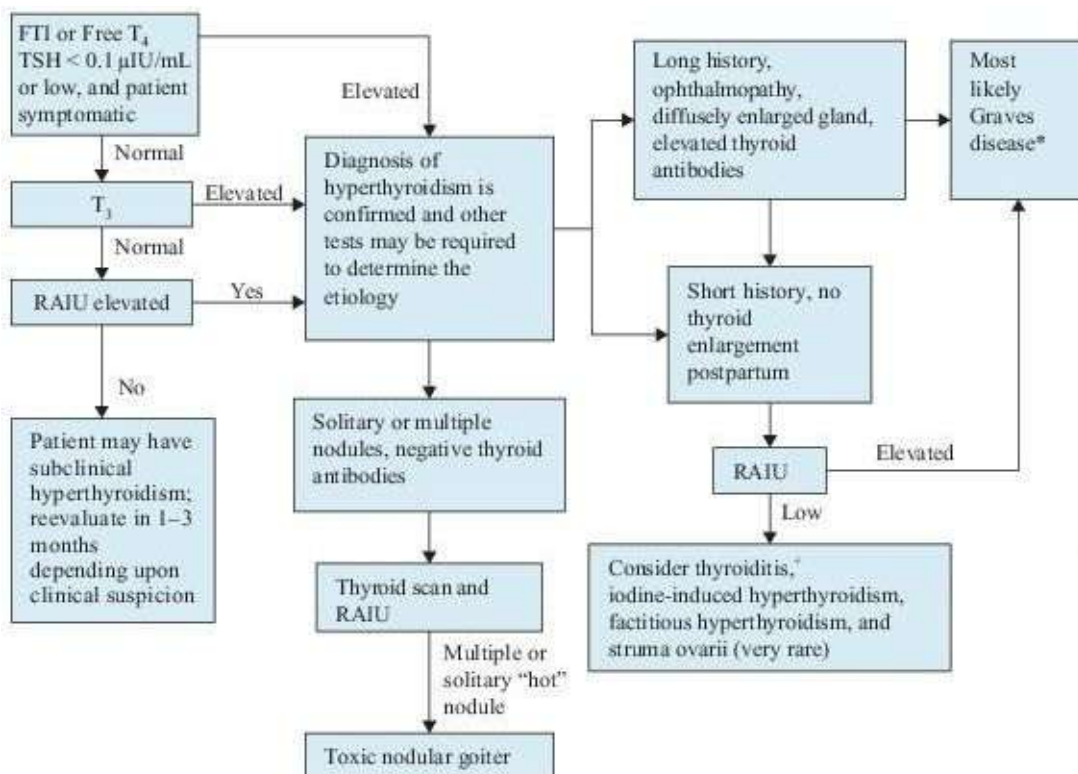 FTI or Free T₄
TSH < 0.1 µIU/mL
or low, and patient
symptomatic
Elevated
Normal
T₃
Elevated
Normal
RAIU elevated
Yes
No
Patient may have
subclinical
hyperthyroidism;
reevaluate in 1–3
months
depending upon
clinical suspicion
Diagnosis of
hyperthyroidism is
confirmed and other
tests may be required
to determine the
etiology
Solitary or multiple
nodules, negative thyroid
antibodies
Thyroid scan and
RAIU
Multiple or
solitary “hot”
nodule
Toxic nodular goiter
Long history,
ophthalmopathy,
diffusely enlarged gland,
elevated thyroid
antibodies
Most
likely
Graves
disease*
Short history, no
thyroid
enlargement
postpartum
RAIU
Elevated
Low
Consider thyroiditis,
iodine-induced hyperthyroidism,
factitious hyperthyroidism, and
struma ovarii (very rare)